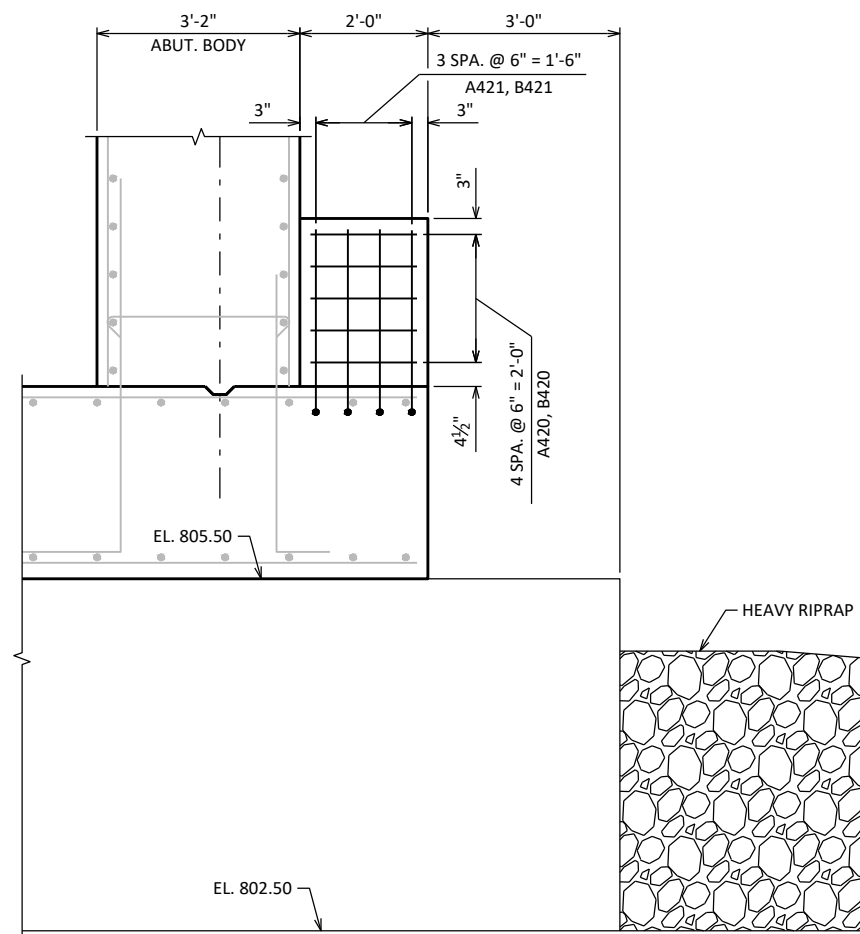 3'-2"
ABUT. BODY
2'-0"
3'-0"
3 SPA. @ 6" = 1'-6"
A421, B421
3"
3"
3"
4 SPA. @ 6" = 2'-0"
A420, B420
4½"
EL. 805.50
HEAVY RIPRAP
EL. 802.50